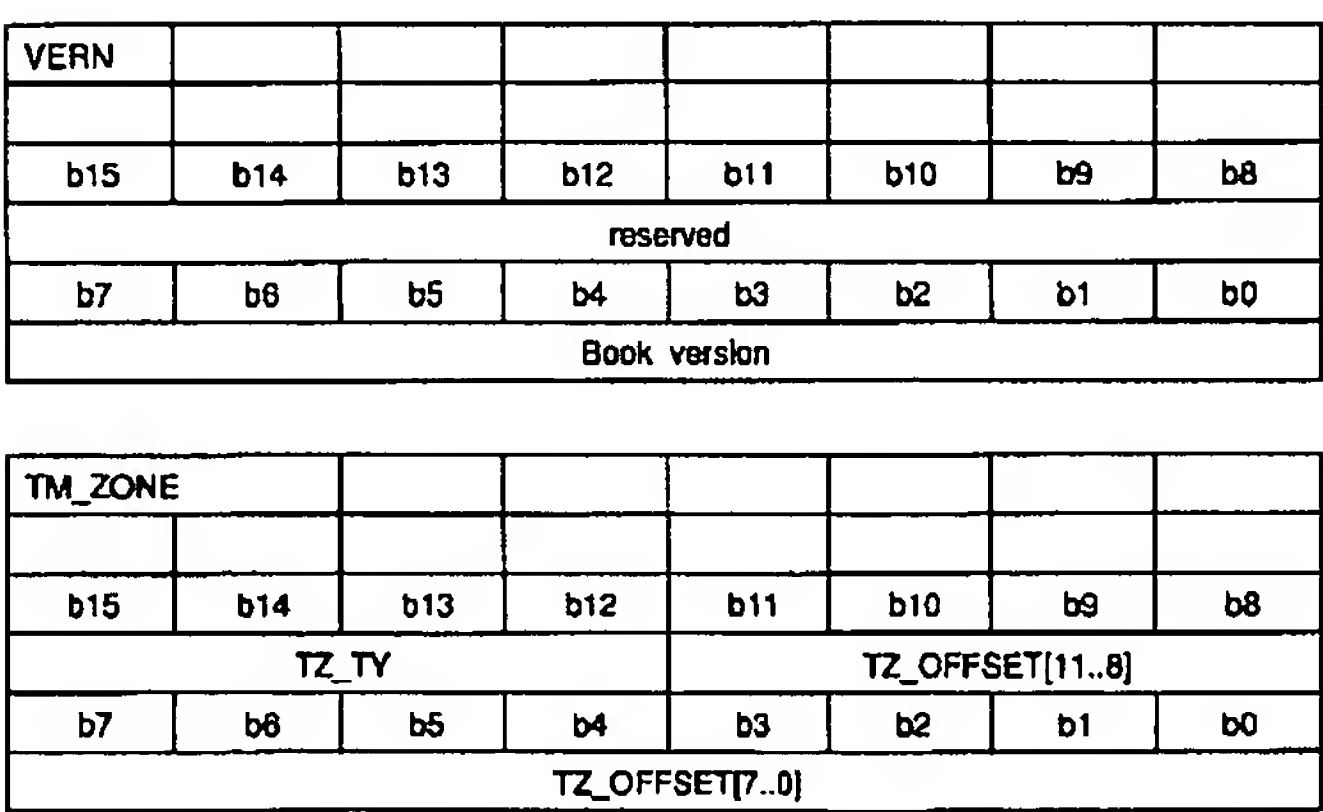 VERN
b15 b14 b13 b12 b11 b10 b9 b8
reserved
b7 b6 b5 b4 b3 b2 b1 b0
Book version
TM_ZONE
b15 b14 b13 b12 b11 b10 b9 b8
TZ_TY TZ_OFFSET[11..8]
b7 b6 b5 b4 b3 b2 b1 b0
TZ_OFFSET[7..0]